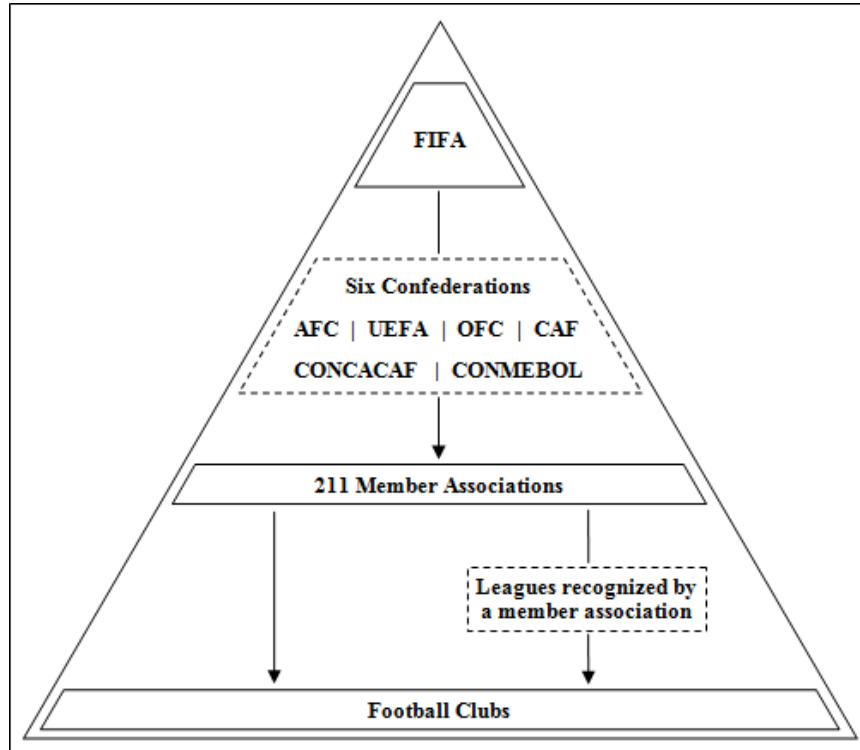 FIFA
Six Confederations
AFC | UEFA | OFC | CAF
CONCACAF | CONMEBOL
211 Member Associations
Leagues recognized by
a member association
Football Clubs